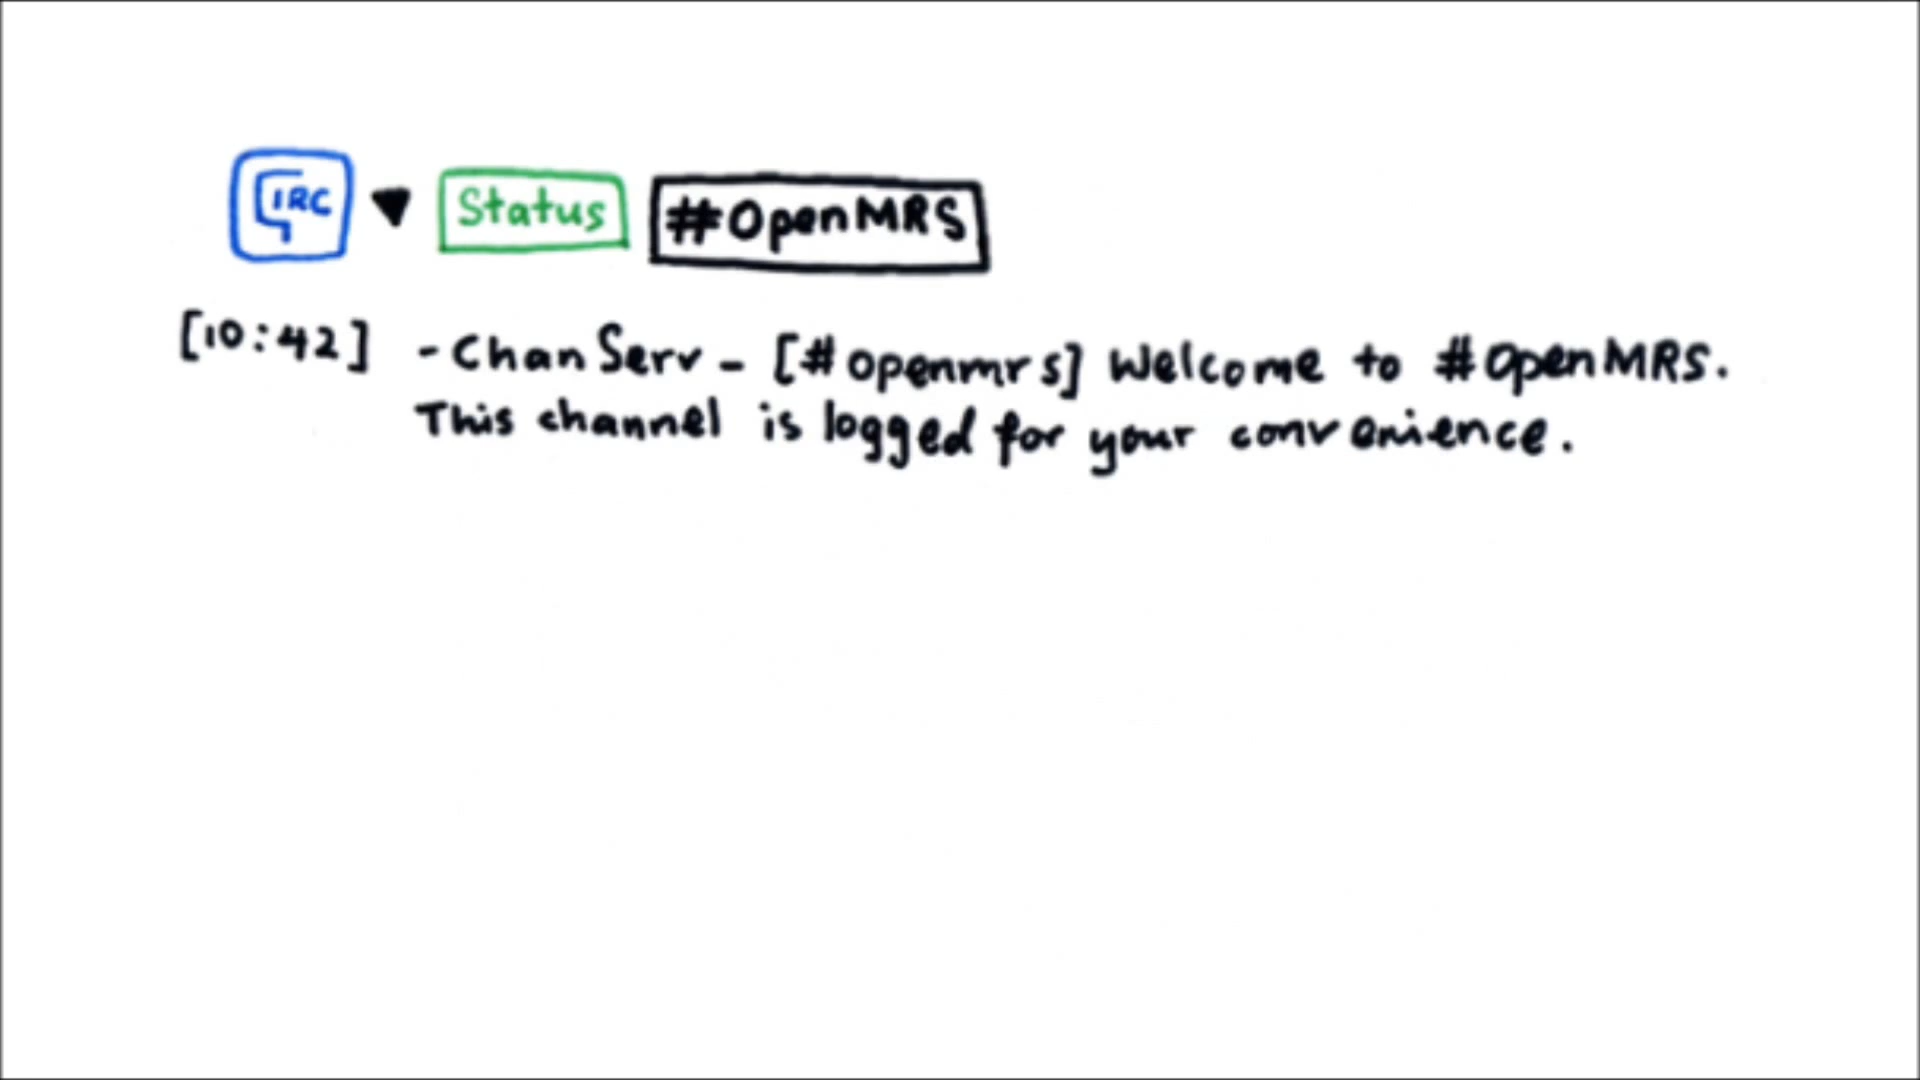 IRC ▼ Status #OpenMRS
[10:42] -ChanServ- [#openmrs] Welcome to #OpenMRS.
This channel is logged for your convenience.